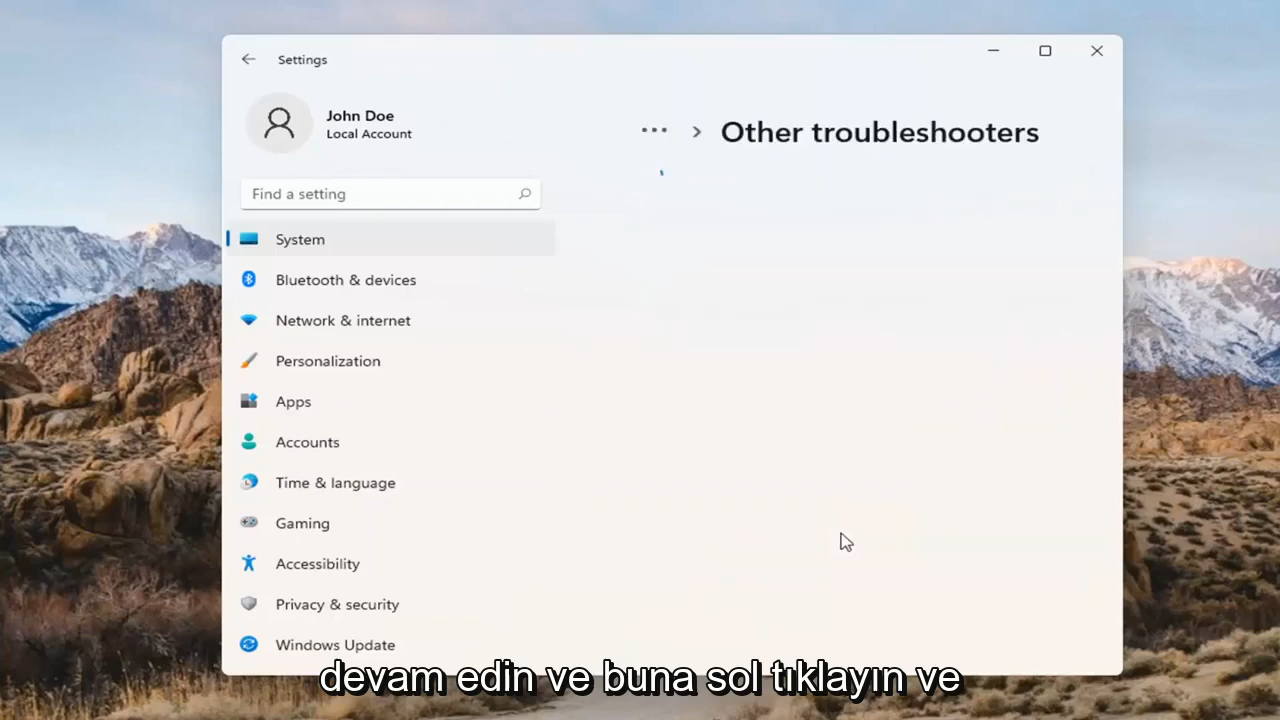 Settings
John Doe
Local Account
Other troubleshooters
Find a setting
System
Bluetooth & devices
Network & internet
Personalization
Apps
Accounts
Time & language
Gaming
Accessibility
Privacy & security
Windows Update
devam edin ve buna sol tıklayın ve